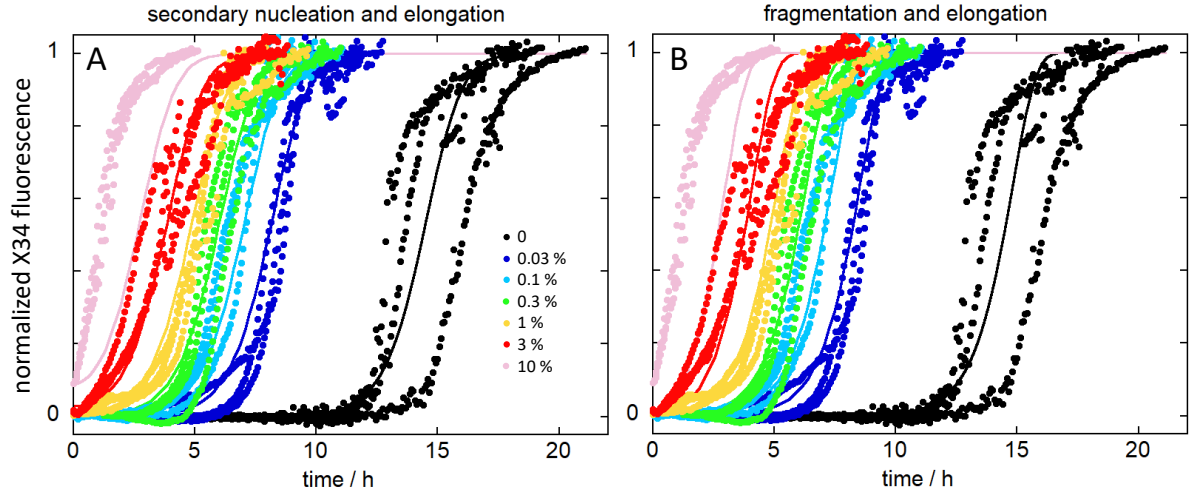 secondary nucleation and elongation
fragmentation and elongation
A
B
normalized X34 fluorescence
1
0
0
0.03 %
0.1 %
0.3 %
1 %
3 %
10 %
0 5 10 15 20
time / h
1
0
0 5 10 15 20
time / h